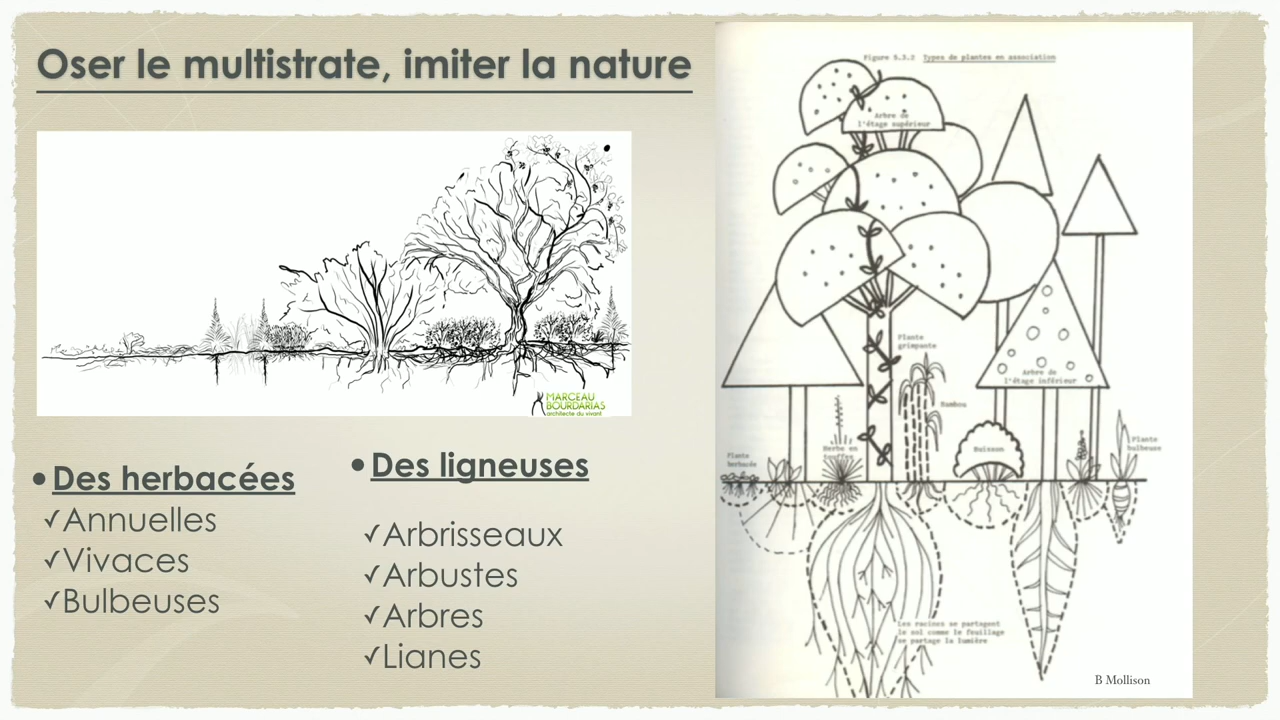 Oser le multistrate, imiter la nature
MARCEAU
BOURDARIAS
architecte du vivant
•Des herbacées
✓Annuelles
✓Vivaces
✓Bulbeuses
•Des ligneuses
✓Arbrisseaux
✓Arbustes
✓Arbres
✓Lianes
Figure 5.3.2 Types de plantes en association
Arbre de
l'étage supérieur
Plante
grimpante
Arbre de
l'étage inférieur
Bambou
Plante
herbacée
Herbe en
touffes
Buisson
Plante
bulbeuse
Les racines se partagent
le sol comme le feuillage
se partage la lumière
B Mollison